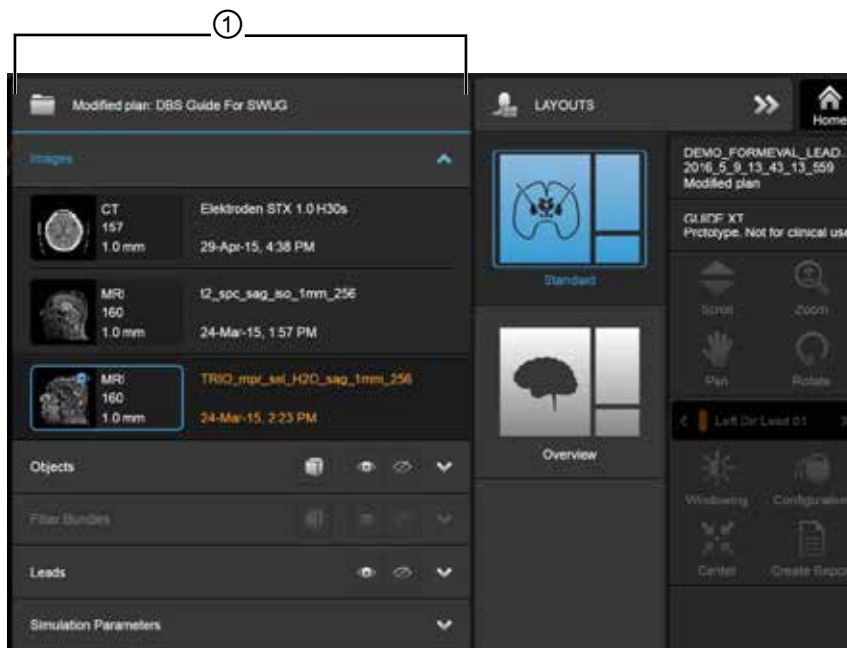 ①
Modified plan: DBS Guide For SWUG
Images
CT
157
1.0 mm
Elektroden STX 1.0 H30s
29-Apr-15, 4:38 PM
MRI
160
1.0 mm
t2_spc_sag_iso_1mm_256
24-Mar-15, 1:57 PM
MRI
160
1.0 mm
TRIO_mpr_sel_H2O_sag_1mm_256
24-Mar-15, 2:23 PM
Objects
Fiber Bundles
Leads
Simulation Parameters
LAYOUTS
Standard
Overview
Home
DEMO_FORMEVAL_LEAD
2016_5_9_13_43_13_559
Modified plan
GUIDE XT
Prototype. Not for clinical use
Scroll
Zoom
Pan
Rotate
Left Dir Lead 01
Windowing
Configuration
Center
Create Repo